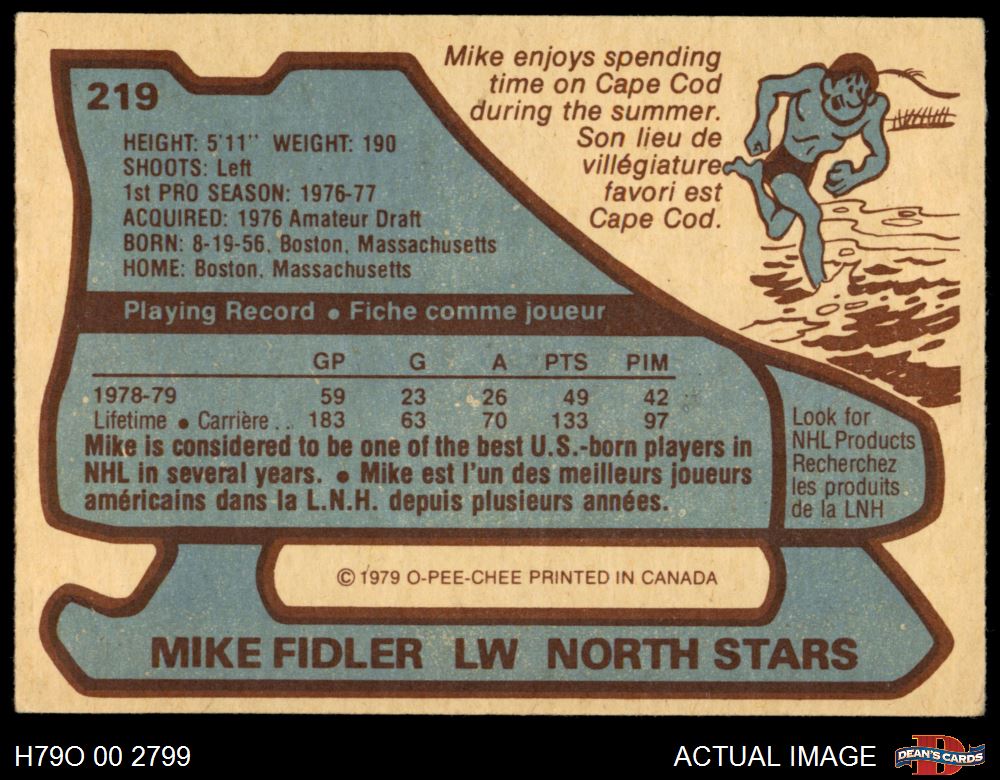 219
Mike enjoys spending
time on Cape Cod
during the summer.
Son lieu de
villégiature
favori est
Cape Cod.
HEIGHT: 5'11" WEIGHT: 190
SHOOTS: Left
1st PRO SEASON: 1976-77
ACQUIRED: 1976 Amateur Draft
BORN: 8-19-56, Boston, Massachusetts
HOME: Boston, Massachusetts
Playing Record • Fiche comme joueur
GP G A PTS PIM
1978-79 59 23 26 49 42
Lifetime • Carrière .. 183 63 70 133 97
Mike is considered to be one of the best U.S.-born players in
NHL in several years. • Mike est l'un des meilleurs joueurs
américains dans la L.N.H. depuis plusieurs années.
Look for
NHL Products
Recherchez
les produits
de la LNH
© 1979 O-PEE-CHEE PRINTED IN CANADA
MIKE FIDLER LW NORTH STARS
H79O 00 2799
ACTUAL IMAGE
D
DEAN'S CARDS